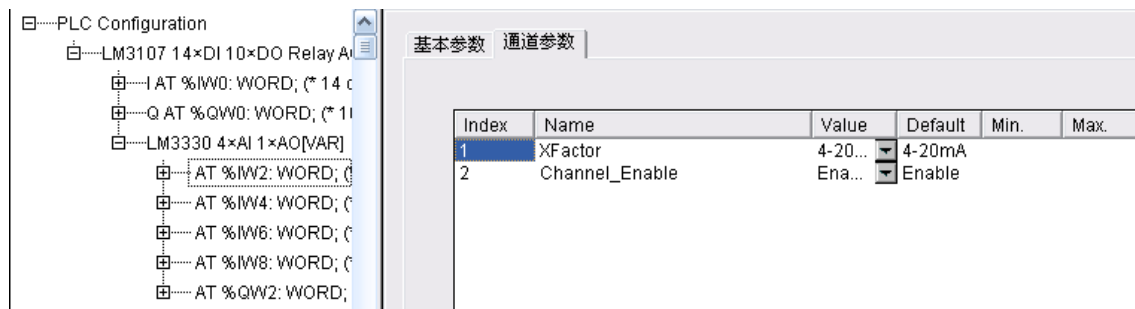 PLC Configuration
LM3107 14×DI 10×DO Relay
I AT %IW0: WORD; (* 14
Q AT %QW0: WORD; (*
LM3330 4×AI 1×AO[VAR]
AT %IW2: WORD;
AT %IW4: WORD; (*
AT %IW6: WORD; (*
AT %IW8: WORD; (*
AT %QW2: WORD;
基本参数 通道参数
Index Name Value Default Min. Max.
1 XFactor 4-20... 4-20mA
2 Channel_Enable Ena... Enable